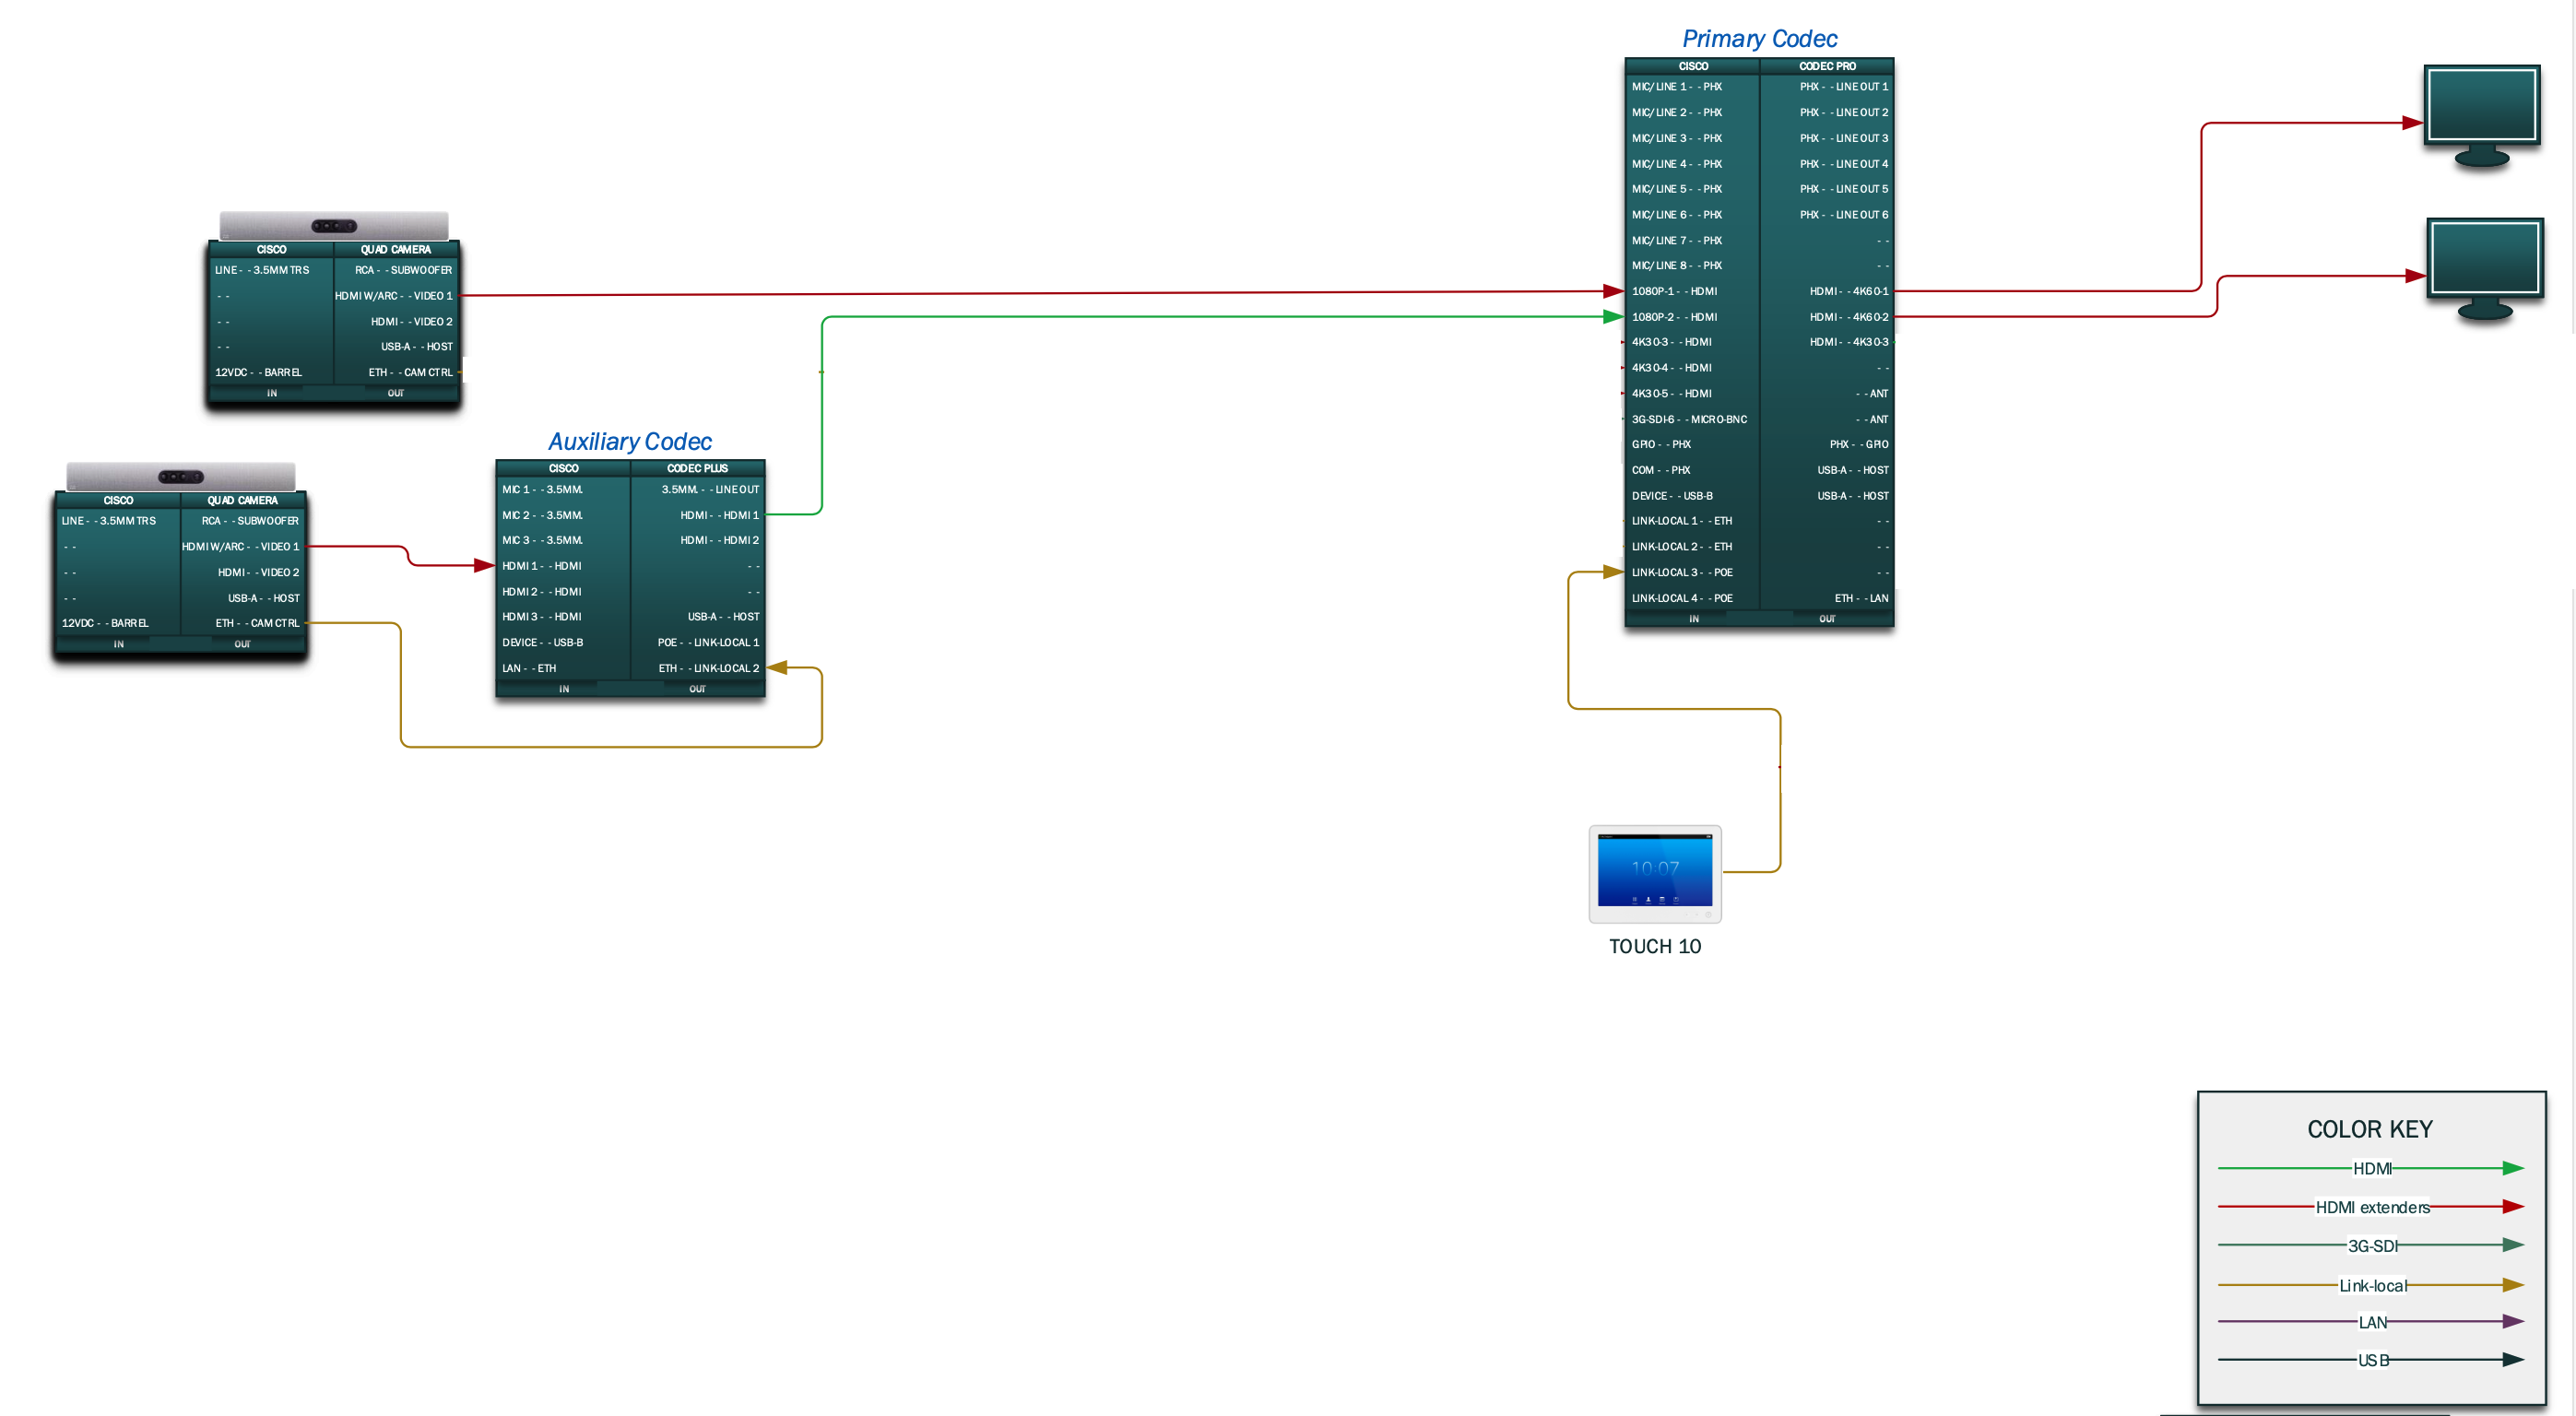 Primary Codec
CISCO CODEC PRO
MIC/LINE 1 - - PHX PHX - - LINE OUT 1
MIC/LINE 2 - - PHX PHX - - LINE OUT 2
MIC/LINE 3 - - PHX PHX - - LINE OUT 3
MIC/LINE 4 - - PHX PHX - - LINE OUT 4
MIC/LINE 5 - - PHX PHX - - LINE OUT 5
MIC/LINE 6 - - PHX PHX - - LINE OUT 6
MIC/LINE 7 - - PHX - -
MIC/LINE 8 - - PHX - -
1080P-1 - - HDMI HDMI - - 4K60-1
1080P-2 - - HDMI HDMI - - 4K60-2
4K30-3 - - HDMI HDMI - - 4K30-3
4K30-4 - - HDMI - -
4K30-5 - - HDMI - - ANT
3G-SDI-6 - - MICRO-BNC - - ANT
GPIO - - PHX PHX - - GPIO
COM - - PHX USB-A - - HOST
DEVICE - - USB-B USB-A - - HOST
LINK-LOCAL 1 - - ETH - -
LINK-LOCAL 2 - - ETH - -
LINK-LOCAL 3 - - POE - -
LINK-LOCAL 4 - - POE ETH - - LAN
IN OUT
CISCO QUAD CAMERA
LINE - - 3.5MM TRS RCA - - SUBWOOFER
- - HDMI W/ARC - - VIDEO 1
- - HDMI - - VIDEO 2
- - USB-A - - HOST
12VDC - - BARREL ETH - - CAM CTRL
IN OUT
CISCO QUAD CAMERA
LINE - - 3.5MM TRS RCA - - SUBWOOFER
- - HDMI W/ARC - - VIDEO 1
- - HDMI - - VIDEO 2
- - USB-A - - HOST
12VDC - - BARREL ETH - - CAM CTRL
IN OUT
Auxiliary Codec
CISCO CODEC PLUS
MIC 1 - - 3.5MM. 3.5MM. - - LINE OUT
MIC 2 - - 3.5MM. HDMI - - HDMI 1
MIC 3 - - 3.5MM. HDMI - - HDMI 2
HDMI 1 - - HDMI - -
HDMI 2 - - HDMI - -
HDMI 3 - - HDMI USB-A - - HOST
DEVICE - - USB-B POE - - LINK-LOCAL 1
LAN - - ETH ETH - - LINK-LOCAL 2
IN OUT
10:07
TOUCH 10
COLOR KEY
HDMI
HDMI extenders
3G-SDI
Link-local
LAN
USB